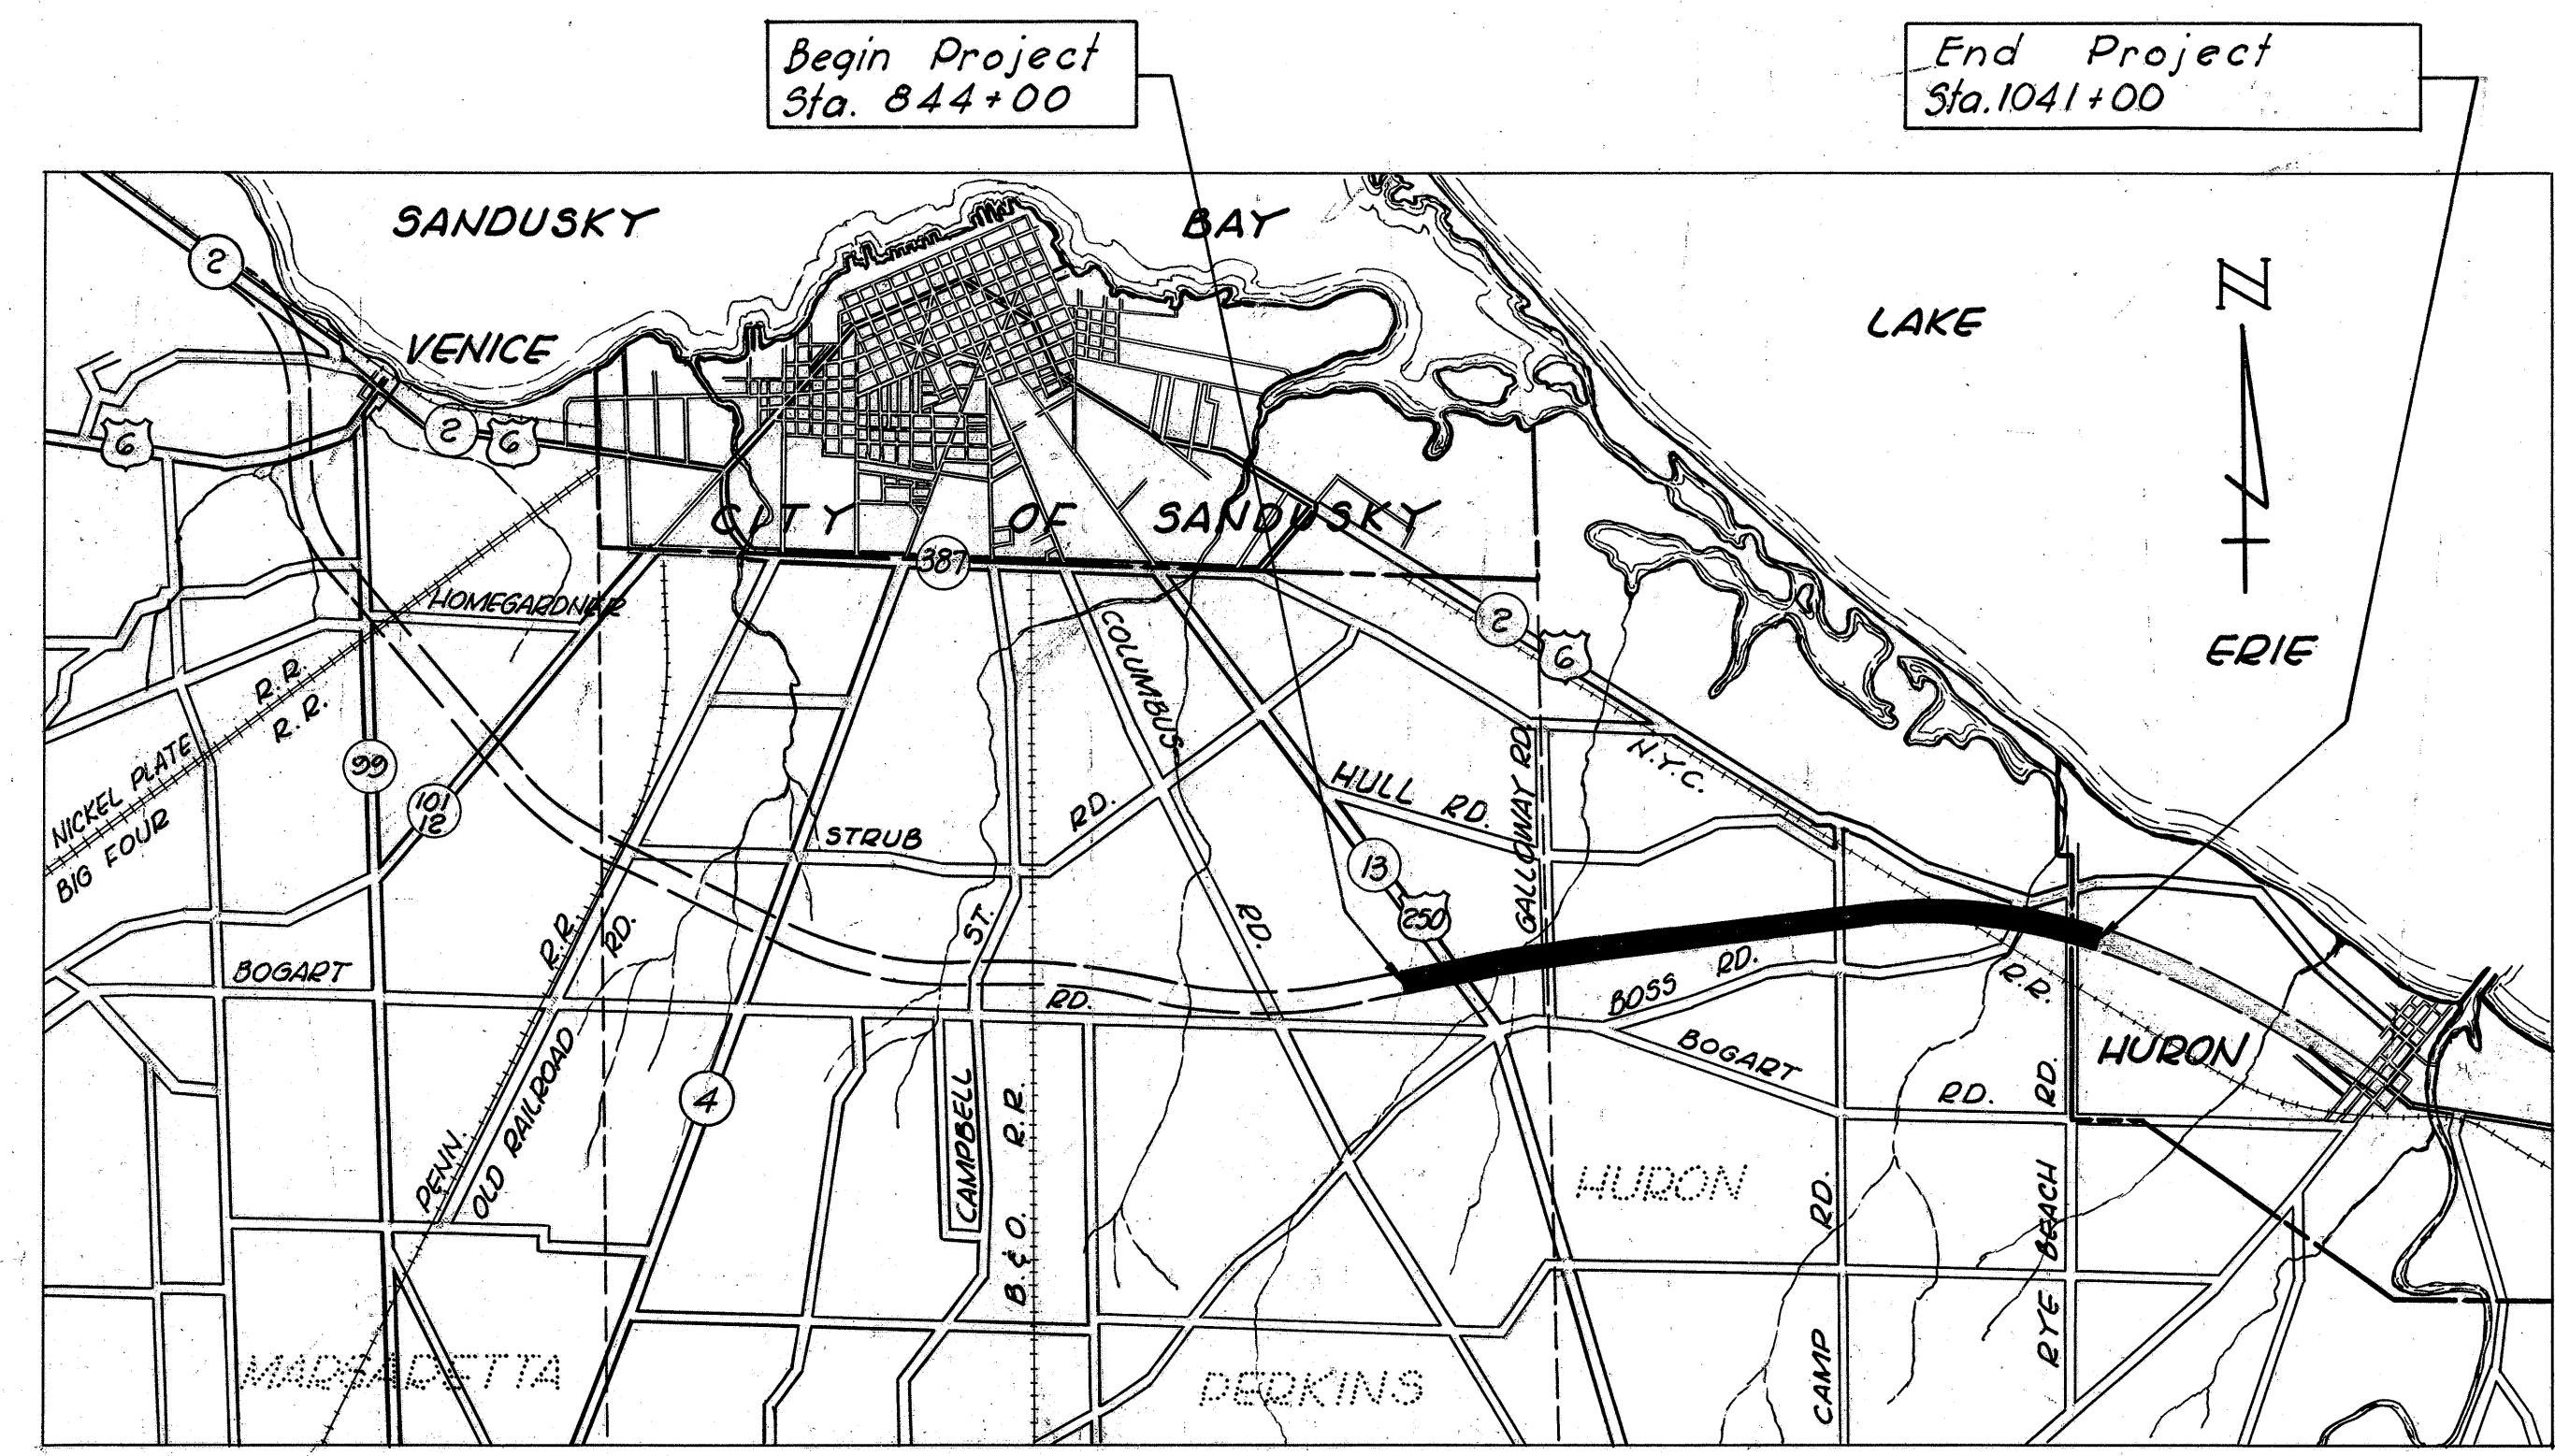 Begin Project
Sta. 844+00
End Project
Sta. 1041+00
SANDUSKY
BAY
2
N
LAKE
VENICE
6
2
6
CITY OF SANDUSKY
387
HOMEGARDNER
2
COLUMBUS
6
ERIE
R.R.
R.R.
NICKEL PLATE
BIG FOUR
99
101
12
HULL RD.
GALLOWAY RD.
N.Y.C.
STRUB
RD.
13
250
R.R.
RD.
ST.
RD.
BOGART
RD.
BOSS RD.
R.R.
BOGART
RD.
HURON
RD.
4
OLD RAILROAD
PENN.
CAMPBELL
B. & O. R.R.
HURON
CAMP RD.
RYE BEACH
MARGARETTA
PERKINS